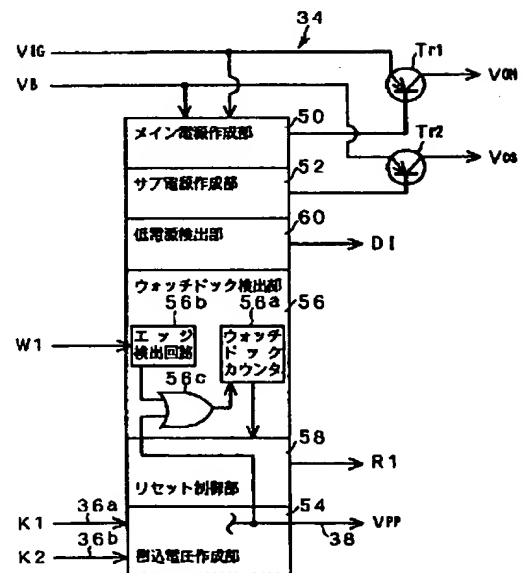 34
VIG
Tr1
VOM
VB
50
メイン電源作成部
Tr2
52
VOS
サブ電源作成部
60
低電源検出部
DI
ウォッチドック検出部
56b
56a
56
W1
エッジ
検出回路
ウォッチ
ドック
カウンタ
56c
58
R1
リセット制御部
54
K1
36a
38
VPP
K2
36b
書込電圧作成部